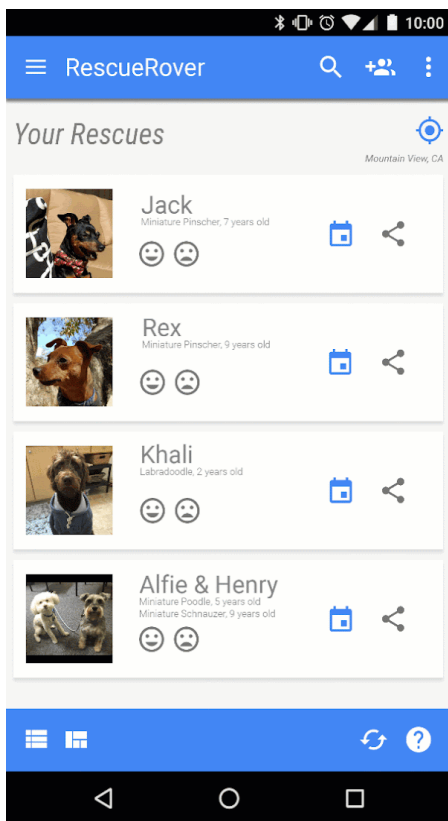 10:00
RescueRover
Your Rescues
Mountain View, CA
Jack
Miniature Pinscher, 7 years old
Rex
Miniature Pinscher, 9 years old
Khali
Labradoodle, 2 years old
Alfie & Henry
Miniature Poodle, 5 years old
Miniature Schnauzer, 9 years old